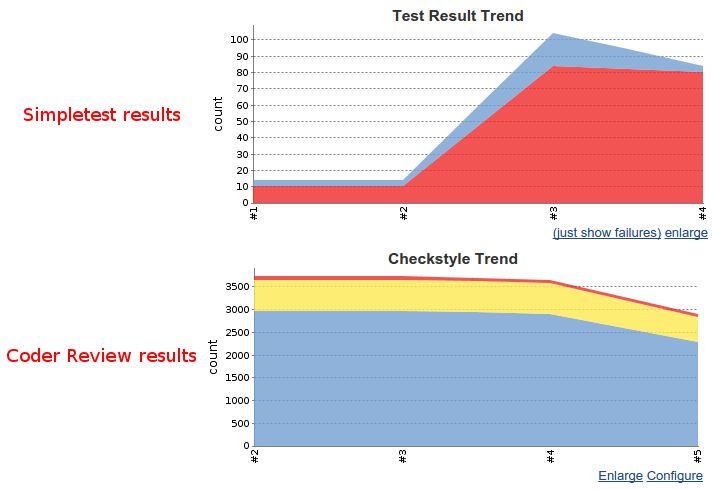 Test Result Trend
100
90
80
70
60
50
40
30
20
10
0
count
#1 #2 #3 #4
Simpletest results
(just show failures) enlarge
Checkstyle Trend
3500
3000
2500
2000
1500
1000
500
0
count
#2 #3 #4 #5
Coder Review results
Enlarge Configure